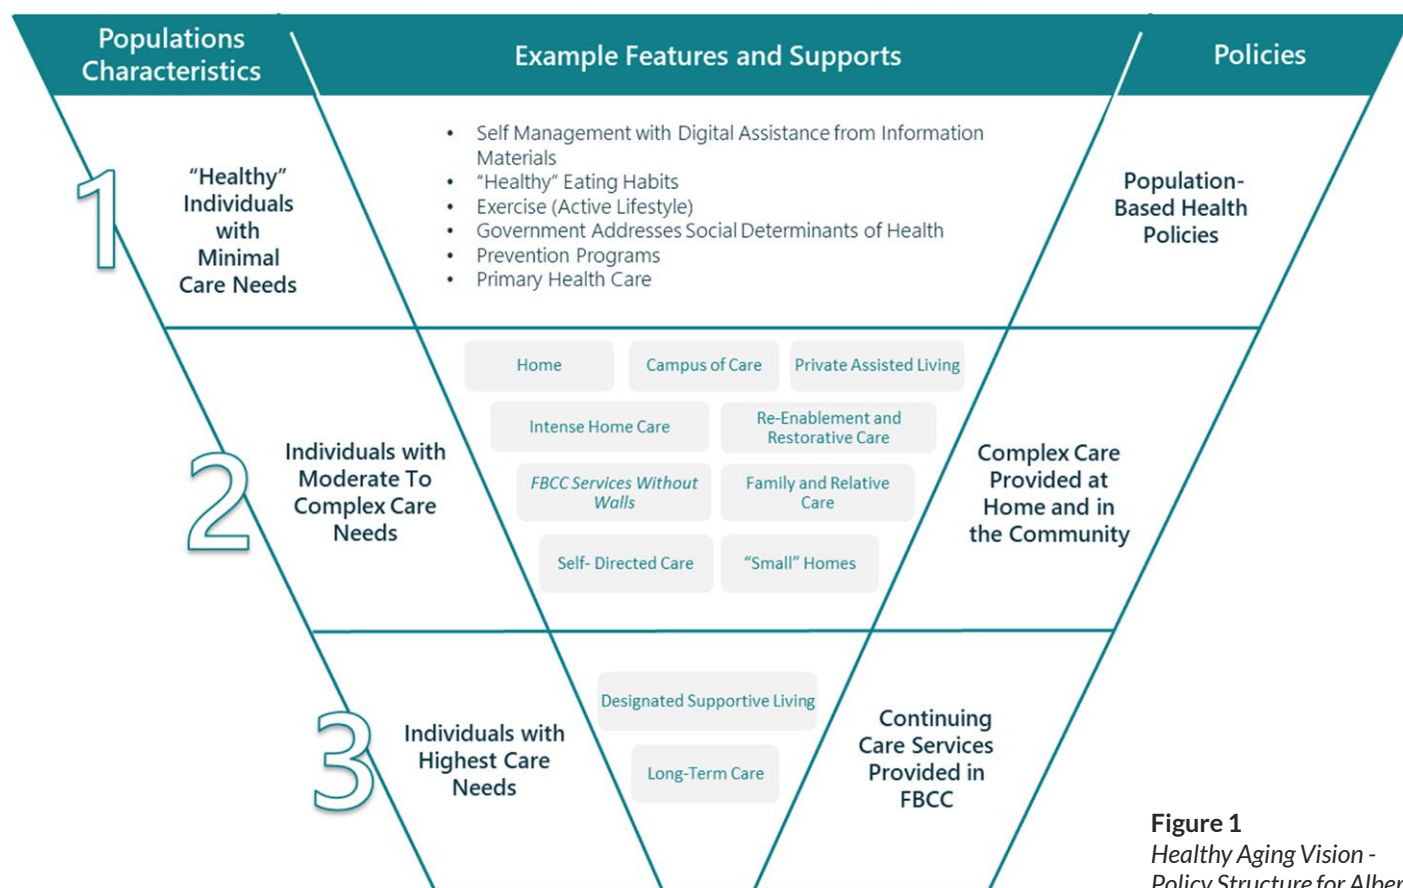 Populations
Characteristics
Example Features and Supports
Policies
1
“Healthy”
Individuals
with
Minimal
Care Needs
• Self Management with Digital Assistance from Information
Materials
• “Healthy” Eating Habits
• Exercise (Active Lifestyle)
• Government Addresses Social Determinants of Health
• Prevention Programs
• Primary Health Care
Population-
Based Health
Policies
2
Individuals with
Moderate To
Complex Care
Needs
Home
Campus of Care
Private Assisted Living
Intense Home Care
Re-Enablement and
Restorative Care
FBCC Services Without
Walls
Family and Relative
Care
Self- Directed Care
“Small” Homes
Complex Care
Provided at
Home and in
the Community
3
Individuals with
Highest Care
Needs
Designated Supportive Living
Long-Term Care
Continuing
Care Services
Provided in
FBCC
Figure 1
Healthy Aging Vision -
Policy Structure for